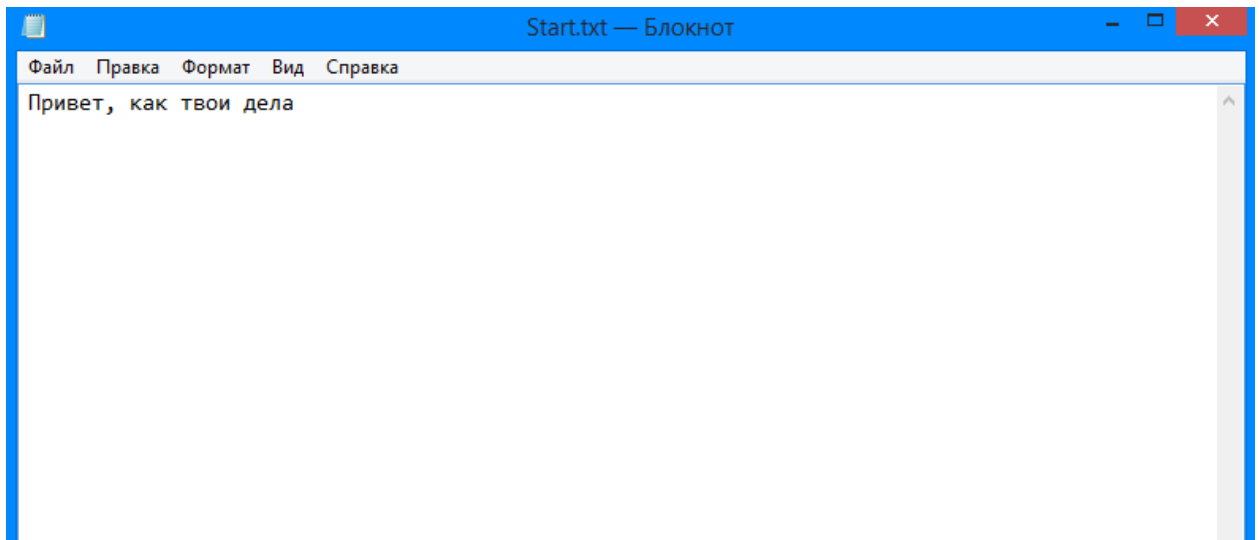 Start.txt — Блокнот
Файл Правка Формат Вид Справка
Привет, как твои дела